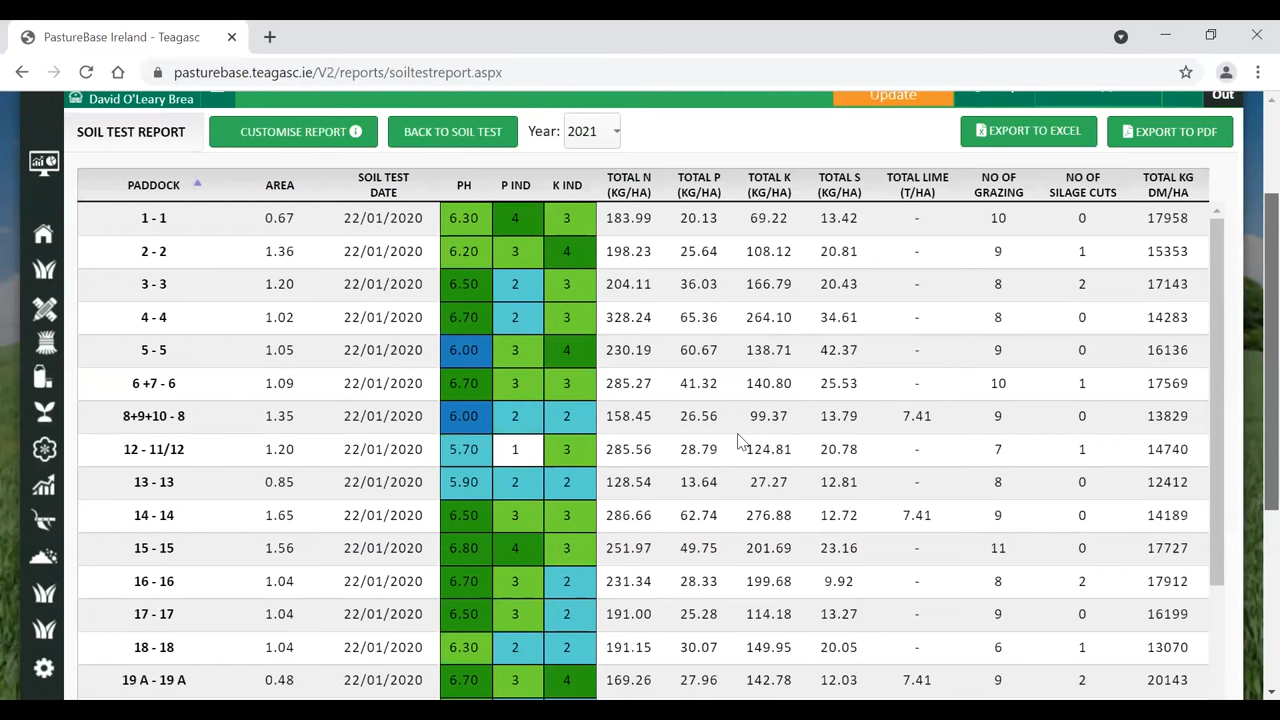 PastureBase Ireland - Teagasc
pasturebase.teagasc.ie/V2/reports/soiltestreport.aspx
David O'Leary Brea
Update
Out
SOIL TEST REPORT CUSTOMISE REPORT BACK TO SOIL TEST Year: 2021 EXPORT TO EXCEL EXPORT TO PDF
PADDOCK AREA SOIL TEST DATE PH P IND K IND TOTAL N (KG/HA) TOTAL P (KG/HA) TOTAL K (KG/HA) TOTAL S (KG/HA) TOTAL LIME (T/HA) NO OF GRAZING NO OF SILAGE CUTS TOTAL KG DM/HA
1 - 1 0.67 22/01/2020 6.30 4 3 183.99 20.13 69.22 13.42 - 10 0 17958
2 - 2 1.36 22/01/2020 6.20 3 4 198.23 25.64 108.12 20.81 - 9 1 15353
3 - 3 1.20 22/01/2020 6.50 2 3 204.11 36.03 166.79 20.43 - 8 2 17143
4 - 4 1.02 22/01/2020 6.70 2 3 328.24 65.36 264.10 34.61 - 8 0 14283
5 - 5 1.05 22/01/2020 6.00 3 4 230.19 60.67 138.71 42.37 - 9 0 16136
6 +7 - 6 1.09 22/01/2020 6.70 3 3 285.27 41.32 140.80 25.53 - 10 1 17569
8+9+10 - 8 1.35 22/01/2020 6.00 2 2 158.45 26.56 99.37 13.79 7.41 9 0 13829
12 - 11/12 1.20 22/01/2020 5.70 1 3 285.56 28.79 124.81 20.78 - 7 1 14740
13 - 13 0.85 22/01/2020 5.90 2 2 128.54 13.64 27.27 12.81 - 8 0 12412
14 - 14 1.65 22/01/2020 6.50 3 3 286.66 62.74 276.88 12.72 7.41 9 0 14189
15 - 15 1.56 22/01/2020 6.80 4 3 251.97 49.75 201.69 23.16 - 11 0 17727
16 - 16 1.04 22/01/2020 6.70 3 2 231.34 28.33 199.68 9.92 - 8 2 17912
17 - 17 1.04 22/01/2020 6.50 3 2 191.00 25.28 114.18 13.27 - 9 0 16199
18 - 18 1.04 22/01/2020 6.30 2 2 191.15 30.07 149.95 20.05 - 6 1 13070
19 A - 19 A 0.48 22/01/2020 6.70 3 4 169.26 27.96 142.78 12.03 7.41 9 2 20143